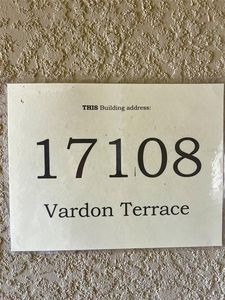 THIS Building address:
17108
Vardon Terrace